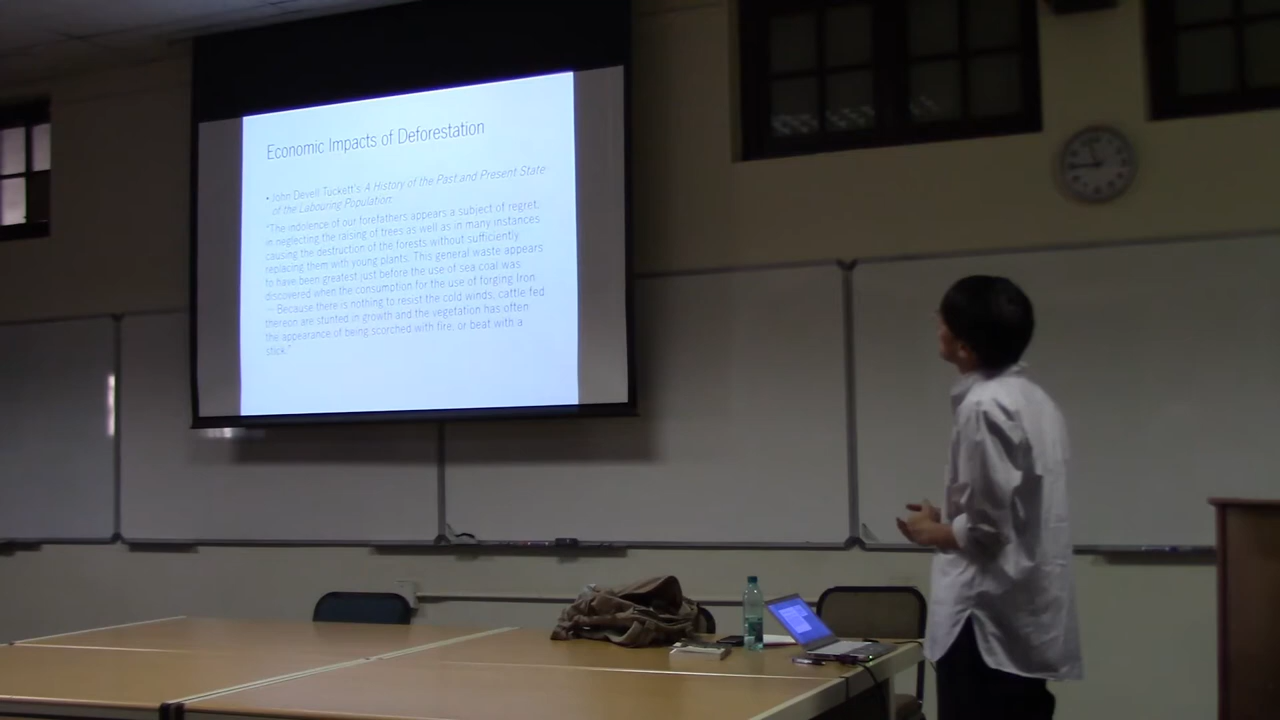 Economic Impacts of Deforestation
• John Devell Tuckett's A History of the Past and Present State
of the Labouring Population:
"The indolence of our forefathers appears a subject of regret,
in neglecting the raising of trees as well as in many instances
causing the destruction of the forests without sufficiently
replacing them with young plants. This general waste appears
to have been greatest just before the use of sea coal was
discovered when the consumption for the use of forging Iron.
— Because there is nothing to resist the cold winds, cattle fed
thereon are stunted in growth and the vegetation has often
the appearance of being scorched with fire, or beat with a
stick."